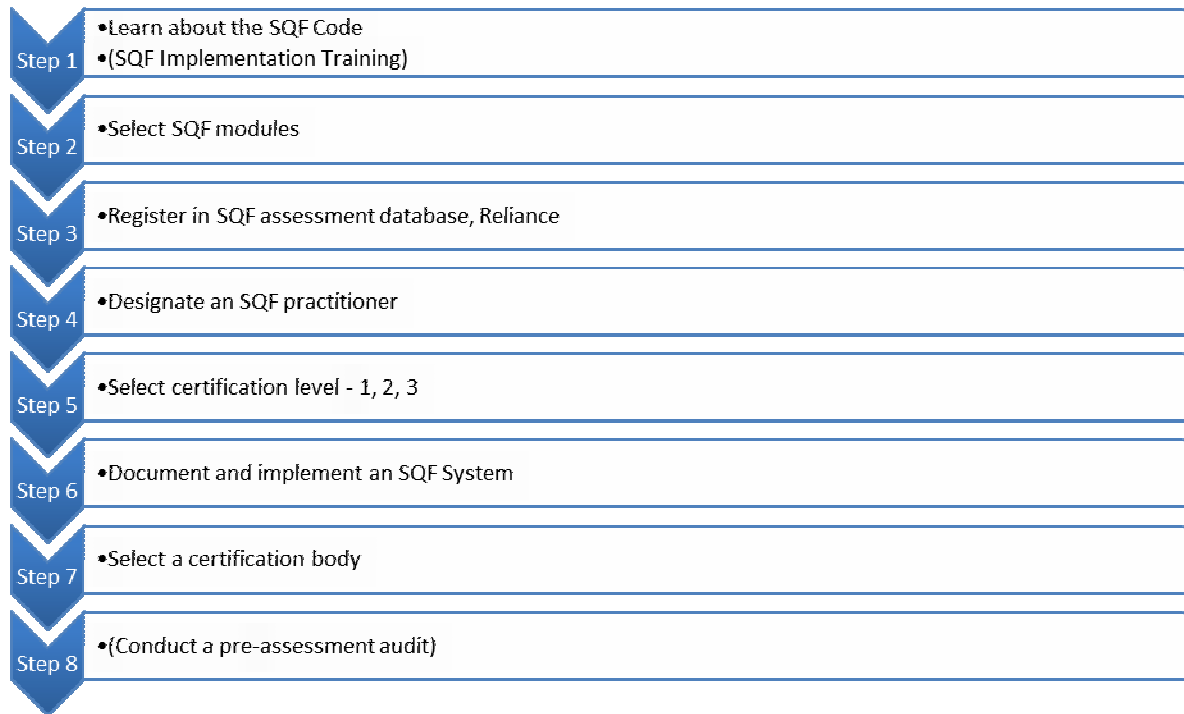 Step 1
•Learn about the SQF Code
•(SQF Implementation Training)
Step 2
•Select SQF modules
Step 3
•Register in SQF assessment database, Reliance
Step 4
•Designate an SQF practitioner
Step 5
•Select certification level - 1, 2, 3
Step 6
•Document and implement an SQF System
Step 7
•Select a certification body
Step 8
•(Conduct a pre-assessment audit)